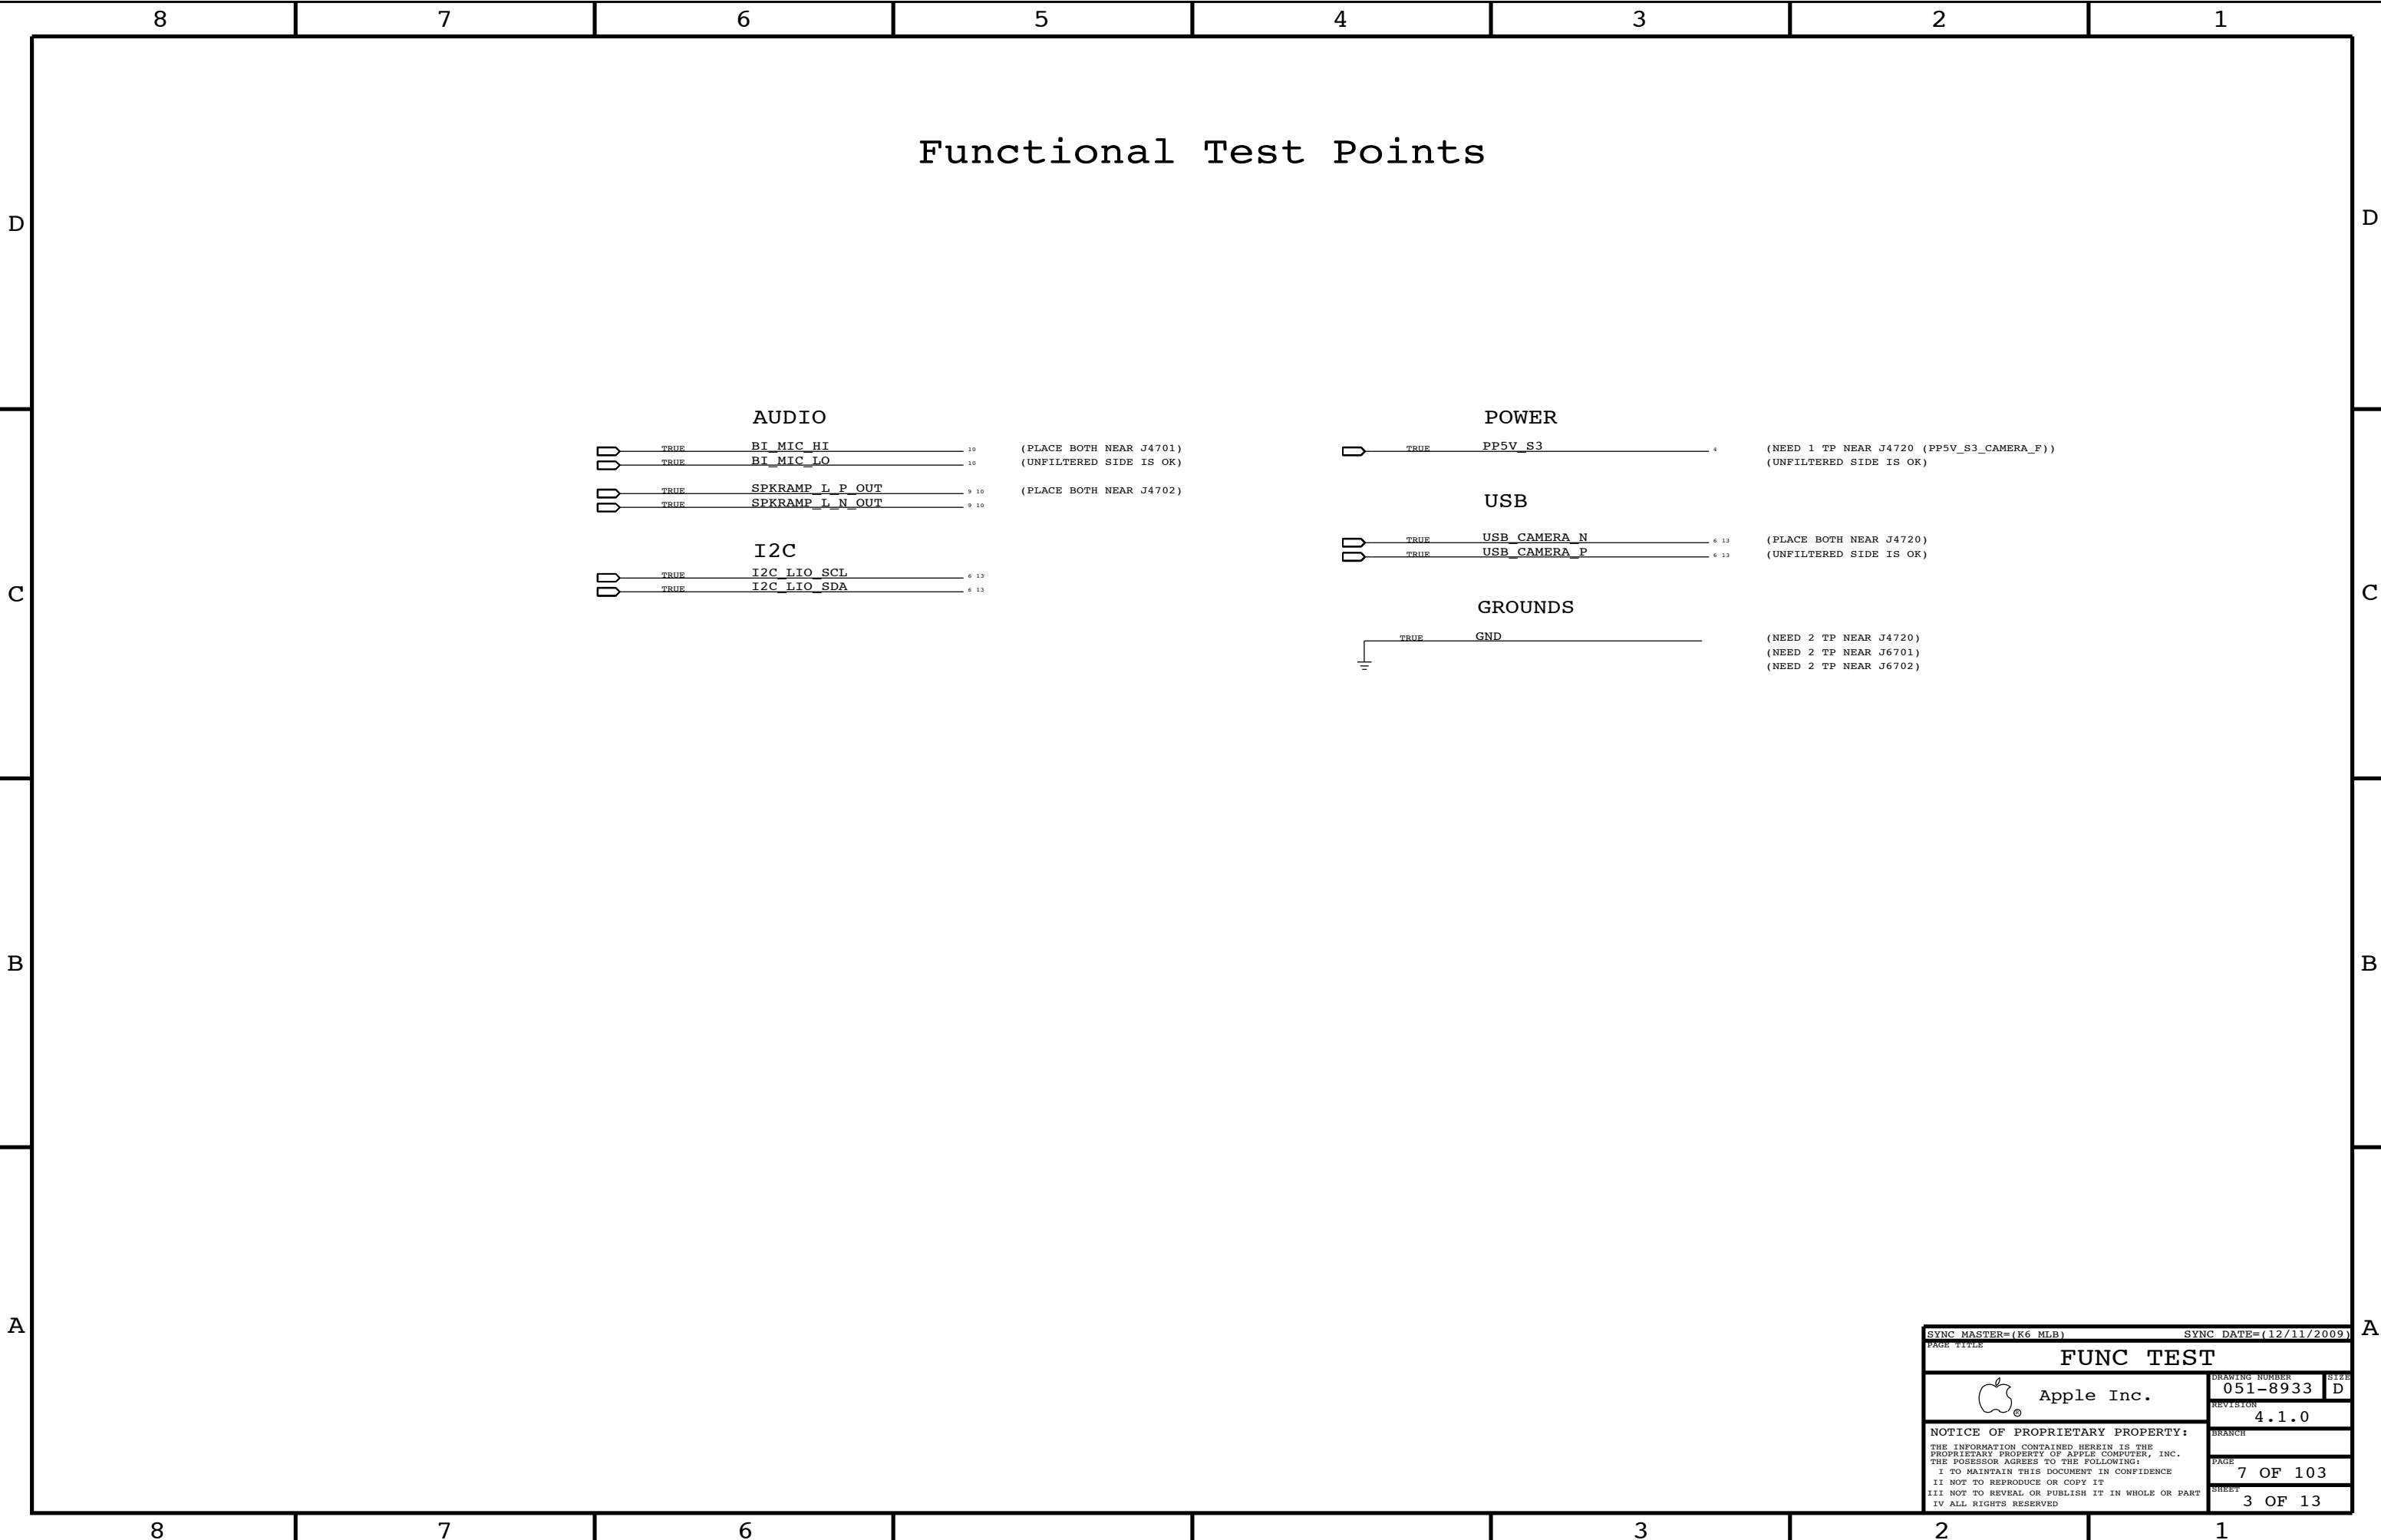 8 7 6 5 4 3 2 1
Functional Test Points
D D
AUDIO
TRUE BI_MIC_HI 10 (PLACE BOTH NEAR J4701)
TRUE BI_MIC_LO 10 (UNFILTERED SIDE IS OK)
TRUE SPKRAMP_L_P_OUT 9 10 (PLACE BOTH NEAR J4702)
TRUE SPKRAMP_L_N_OUT 9 10
I2C
TRUE I2C_LIO_SCL 6 13
TRUE I2C_LIO_SDA 6 13
POWER
TRUE PP5V_S3 4 (NEED 1 TP NEAR J4720 (PP5V_S3_CAMERA_F))
(UNFILTERED SIDE IS OK)
USB
TRUE USB_CAMERA_N 6 13 (PLACE BOTH NEAR J4720)
TRUE USB_CAMERA_P 6 13 (UNFILTERED SIDE IS OK)
GROUNDS
TRUE GND (NEED 2 TP NEAR J4720)
(NEED 2 TP NEAR J6701)
(NEED 2 TP NEAR J6702)
C C
B B
A A
SYNC MASTER=(K6 MLB) SYNC DATE=(12/11/2009)
PAGE TITLE
FUNC TEST
Apple Inc.
®
DRAWING NUMBER
051-8933
SIZE
D
REVISION
4.1.0
BRANCH
PAGE
7 OF 103
SHEET
3 OF 13
NOTICE OF PROPRIETARY PROPERTY:
THE INFORMATION CONTAINED HEREIN IS THE
PROPRIETARY PROPERTY OF APPLE COMPUTER, INC.
THE POSESSOR AGREES TO THE FOLLOWING:
I TO MAINTAIN THIS DOCUMENT IN CONFIDENCE
II NOT TO REPRODUCE OR COPY IT
III NOT TO REVEAL OR PUBLISH IT IN WHOLE OR PART
IV ALL RIGHTS RESERVED
8 7 6 3 2 1